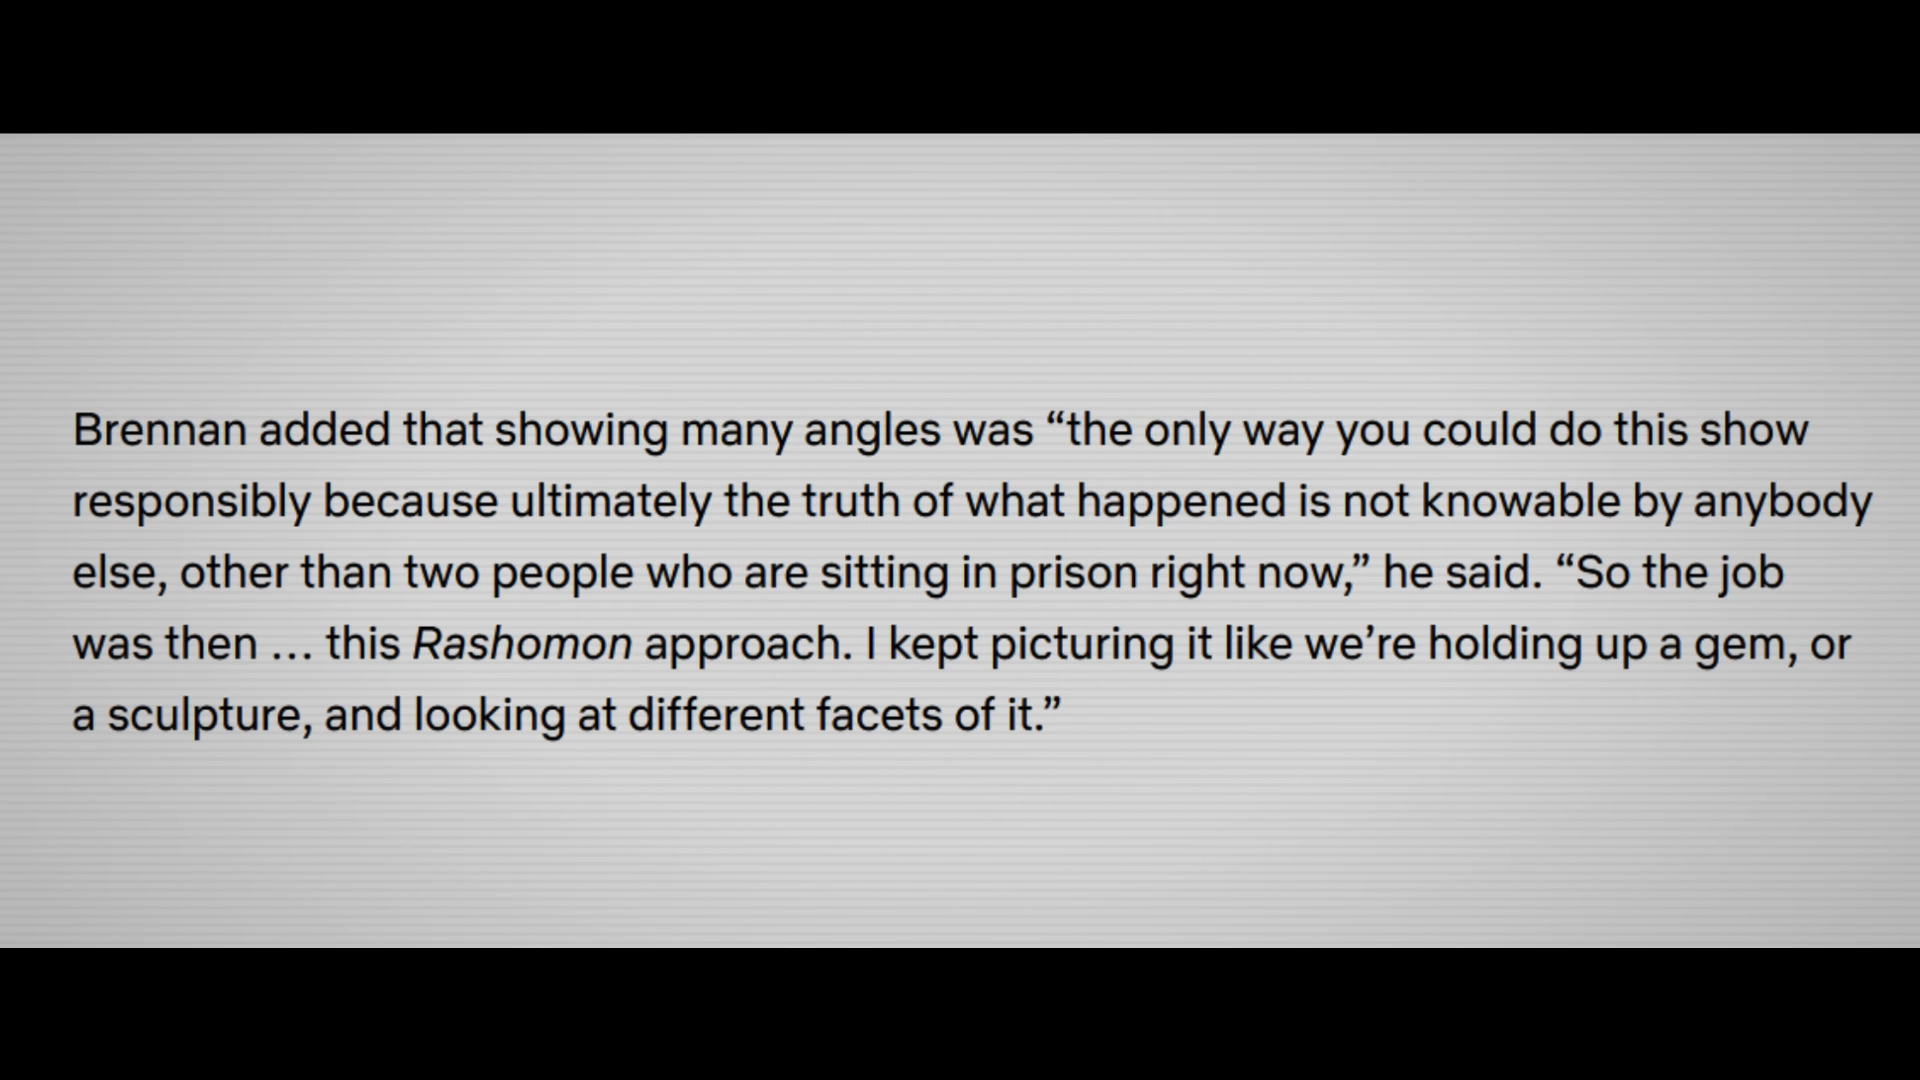 Brennan added that showing many angles was “the only way you could do this show
responsibly because ultimately the truth of what happened is not knowable by anybody
else, other than two people who are sitting in prison right now,” he said. “So the job
was then … this Rashomon approach. I kept picturing it like we’re holding up a gem, or
a sculpture, and looking at different facets of it.”